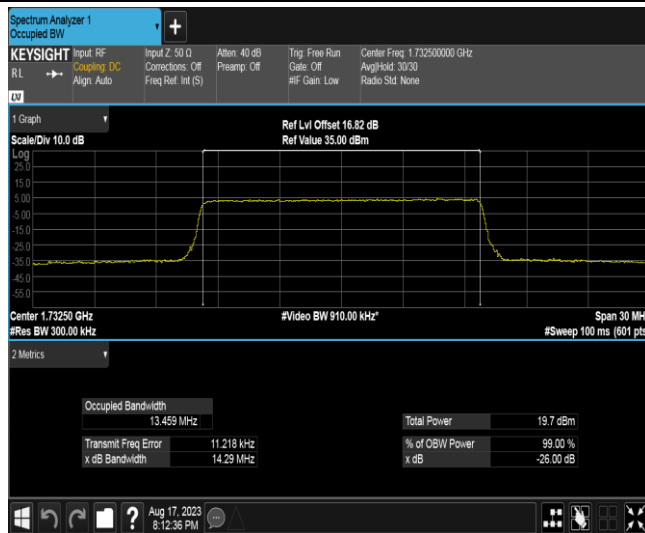 Spectrum Analyzer 1
Occupied BW
+
KEYSIGHT
R L
Input: RF
Coupling: DC
Align: Auto
Input Z: 50 Ω
Corrections: Off
Freq Ref: Int (S)
Atten: 40 dB
Preamp: Off
Trig: Free Run
Gate: Off
#IF Gain: Low
Center Freq: 1.732500000 GHz
Avg|Hold: 30/30
Radio Std: None
1 Graph
Scale/Div 10.0 dB
Ref Lvl Offset 16.82 dB
Ref Value 35.00 dBm
Log
25.0
15.0
5.00
-5.00
-15.0
-25.0
-35.0
-45.0
-55.0
Center 1.73250 GHz
#Res BW 300.00 kHz
#Video BW 910.00 kHz*
Span 30 MH
#Sweep 100 ms (601 pts
2 Metrics
Occupied Bandwidth
13.459 MHz
Transmit Freq Error 11.218 kHz
x dB Bandwidth 14.29 MHz
Total Power 19.7 dBm
% of OBW Power 99.00 %
x dB -26.00 dB
?
Aug 17, 2023
8:12:36 PM